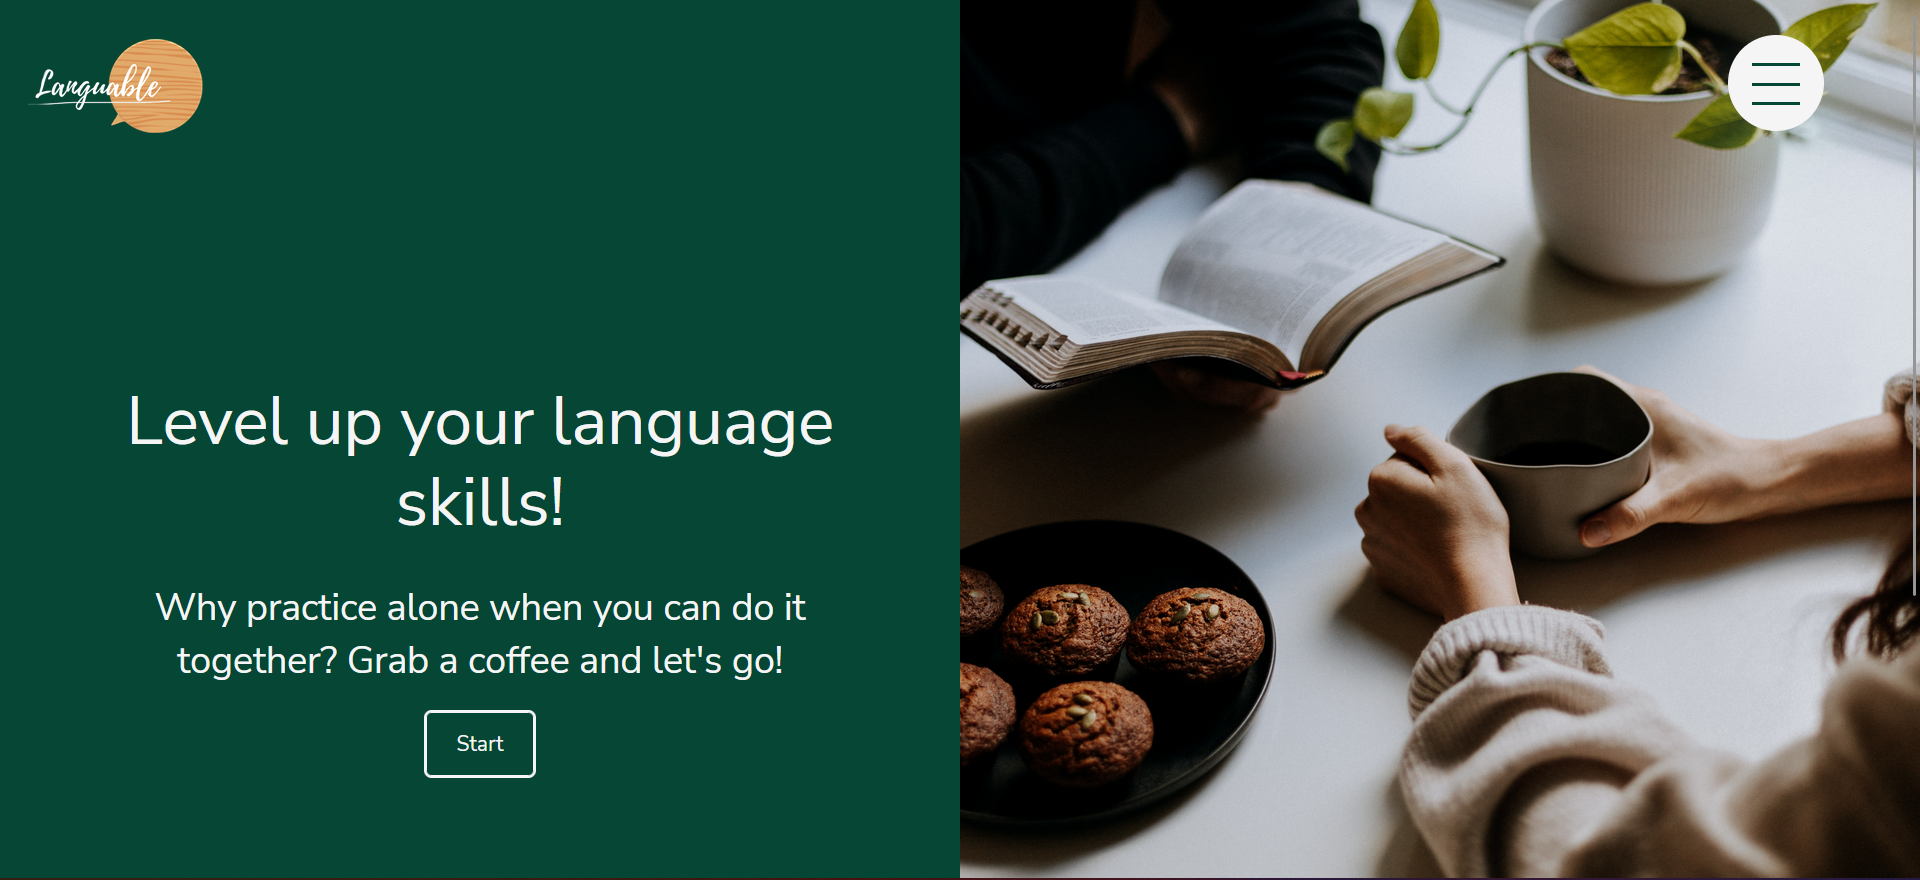 Languable
Level up your language
skills!
Why practice alone when you can do it
together? Grab a coffee and let's go!
Start